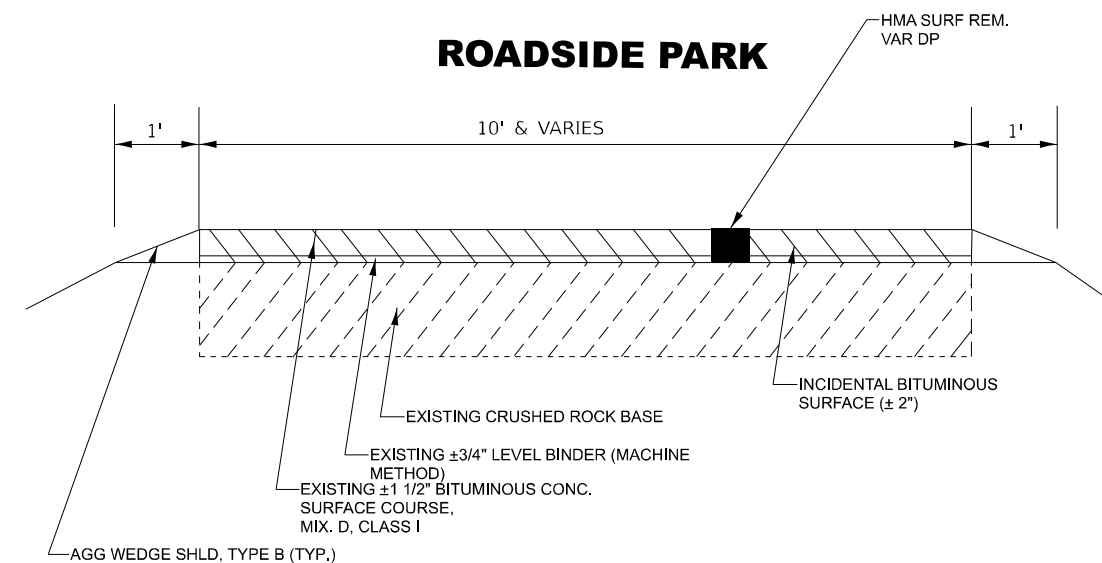 HMA SURF REM.
VAR DP
ROADSIDE PARK
1'
10' & VARIES
1'
INCIDENTAL BITUMINOUS
SURFACE (± 2")
EXISTING CRUSHED ROCK BASE
EXISTING ±3/4" LEVEL BINDER (MACHINE
METHOD)
EXISTING ±1 1/2" BITUMINOUS CONC.
SURFACE COURSE,
MIX. D, CLASS I
AGG WEDGE SHLD, TYPE B (TYP.)